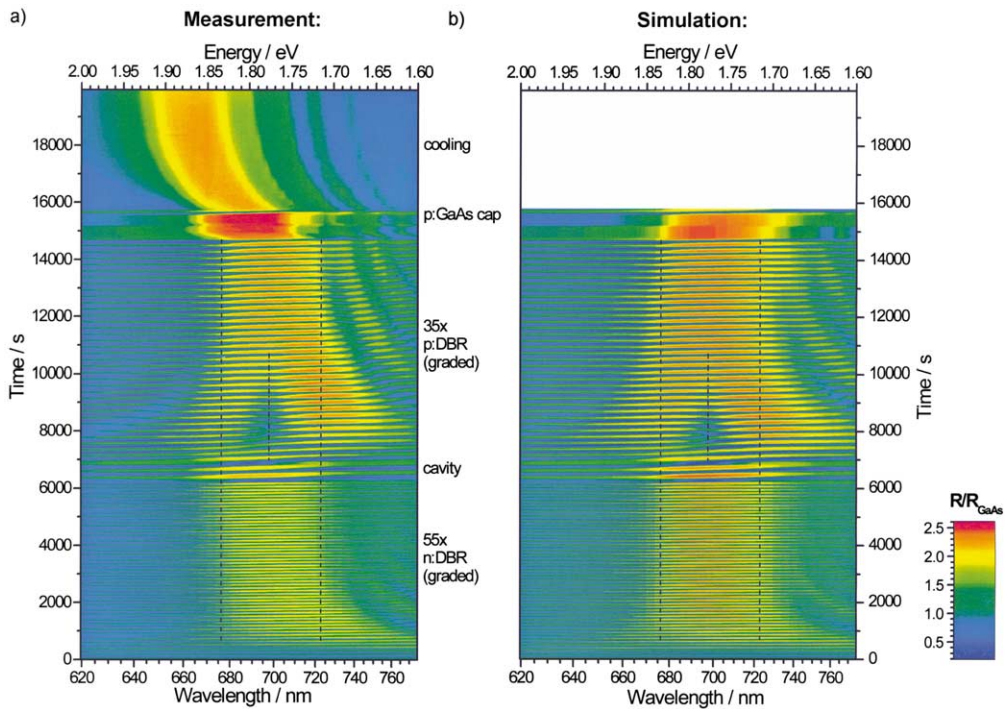 a)
Measurement:
Energy / eV
2.00 1.95 1.90 1.85 1.80 1.75 1.70 1.65 1.60
Time / s
18000
16000
14000
12000
10000
8000
6000
4000
2000
0
620 640 660 680 700 720 740 760
Wavelength / nm
cooling
p:GaAs cap
35x
p:DBR
(graded)
cavity
55x
n:DBR
(graded)
b)
Simulation:
Energy / eV
2.00 1.95 1.90 1.85 1.80 1.75 1.70 1.65 1.60
18000
16000
14000
12000
10000
8000
6000
4000
2000
0
Time / s
620 640 660 680 700 720 740 760
Wavelength / nm
R/RGaAs
2.5
2.0
1.5
1.0
0.5